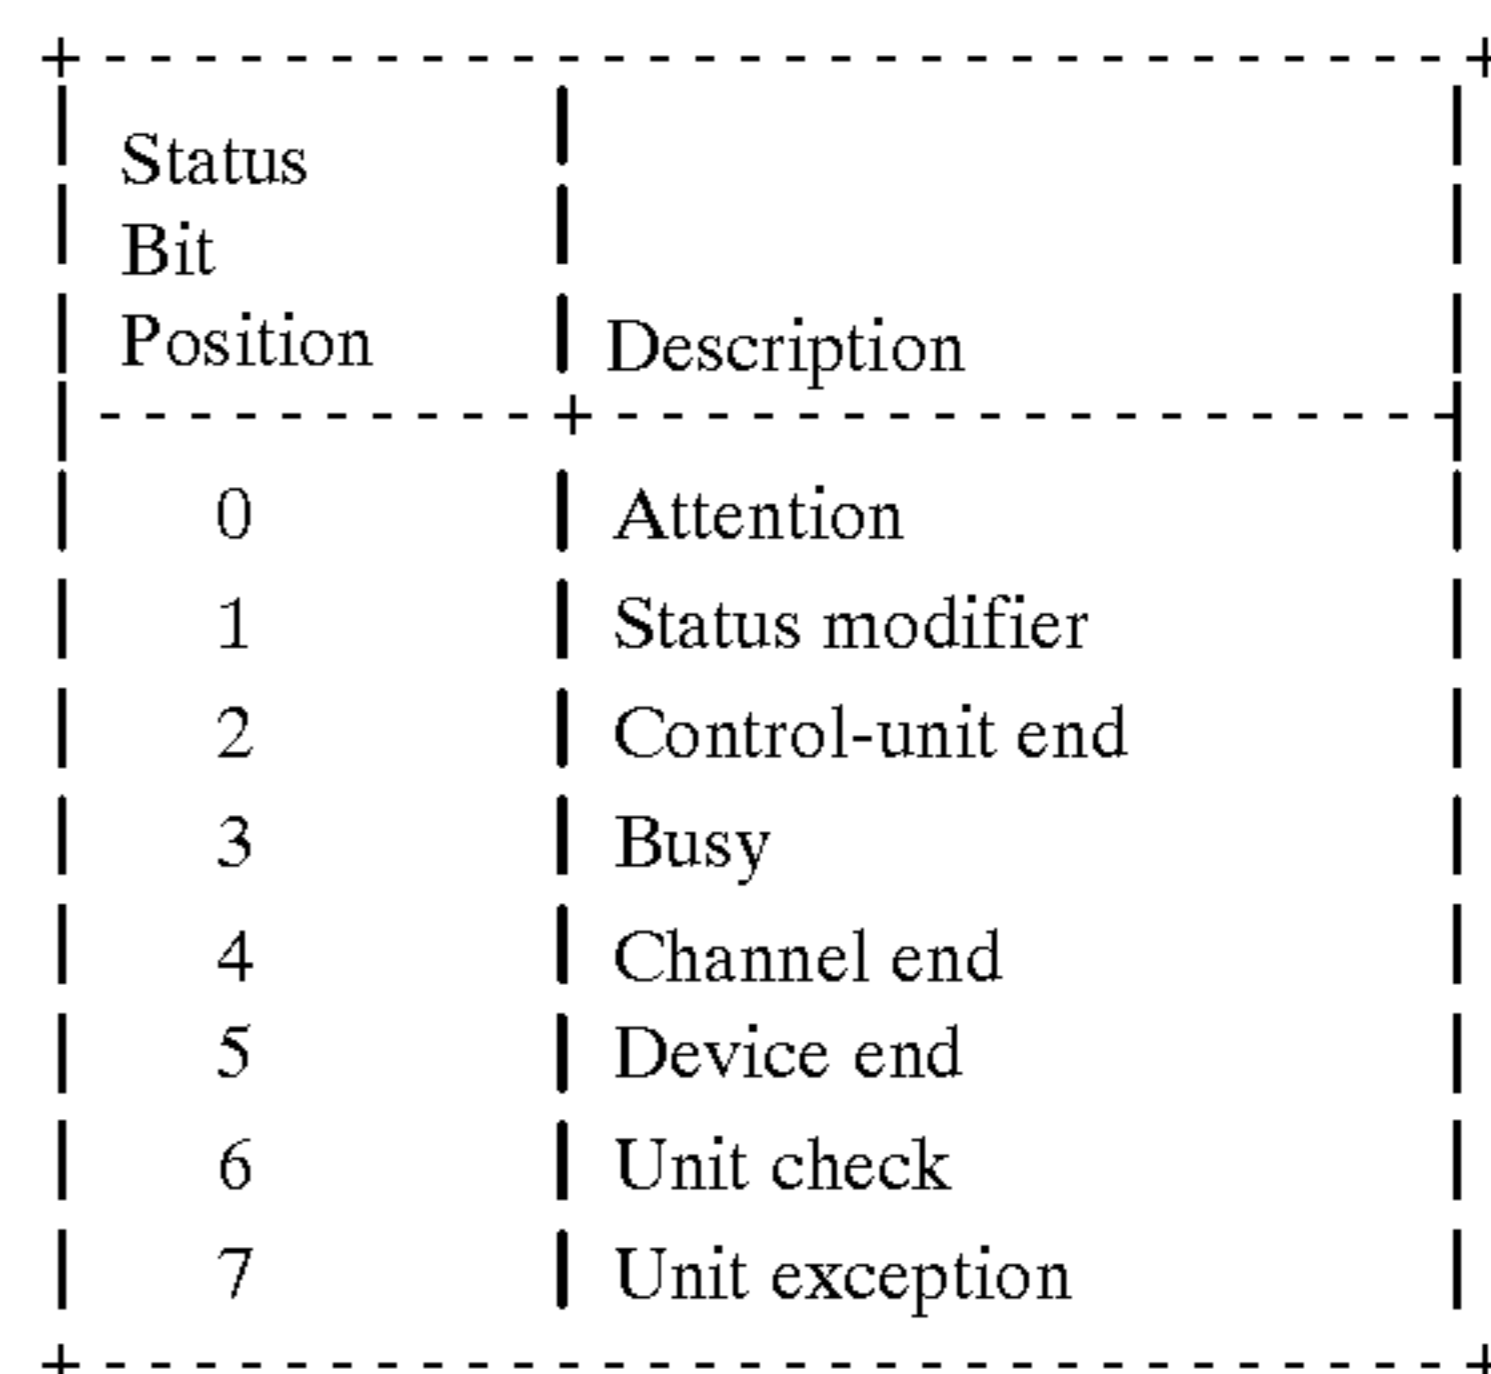 Status
Bit
Position Description
0 Attention
1 Status modifier
2 Control-unit end
3 Busy
4 Channel end
5 Device end
6 Unit check
7 Unit exception